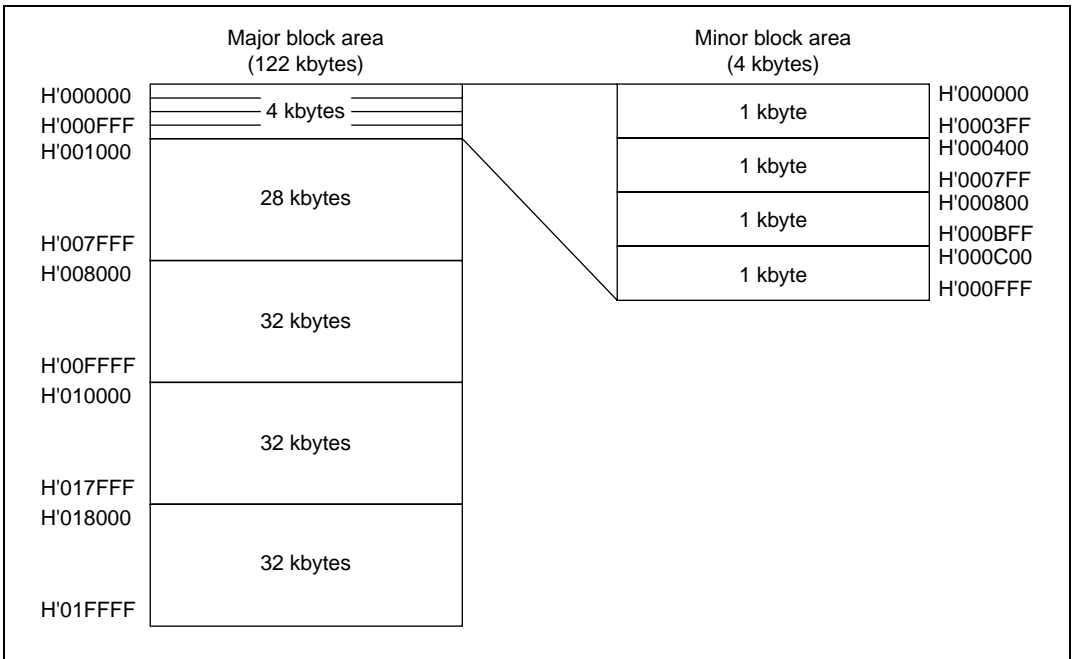 Major block area
(122 kbytes)
H'000000
4 kbytes
H'000FFF
H'001000
28 kbytes
H'007FFF
H'008000
32 kbytes
H'00FFFF
H'010000
32 kbytes
H'017FFF
H'018000
32 kbytes
H'01FFFF
Minor block area
(4 kbytes)
H'000000
1 kbyte
H'0003FF
H'000400
1 kbyte
H'0007FF
H'000800
1 kbyte
H'000BFF
H'000C00
1 kbyte
H'000FFF